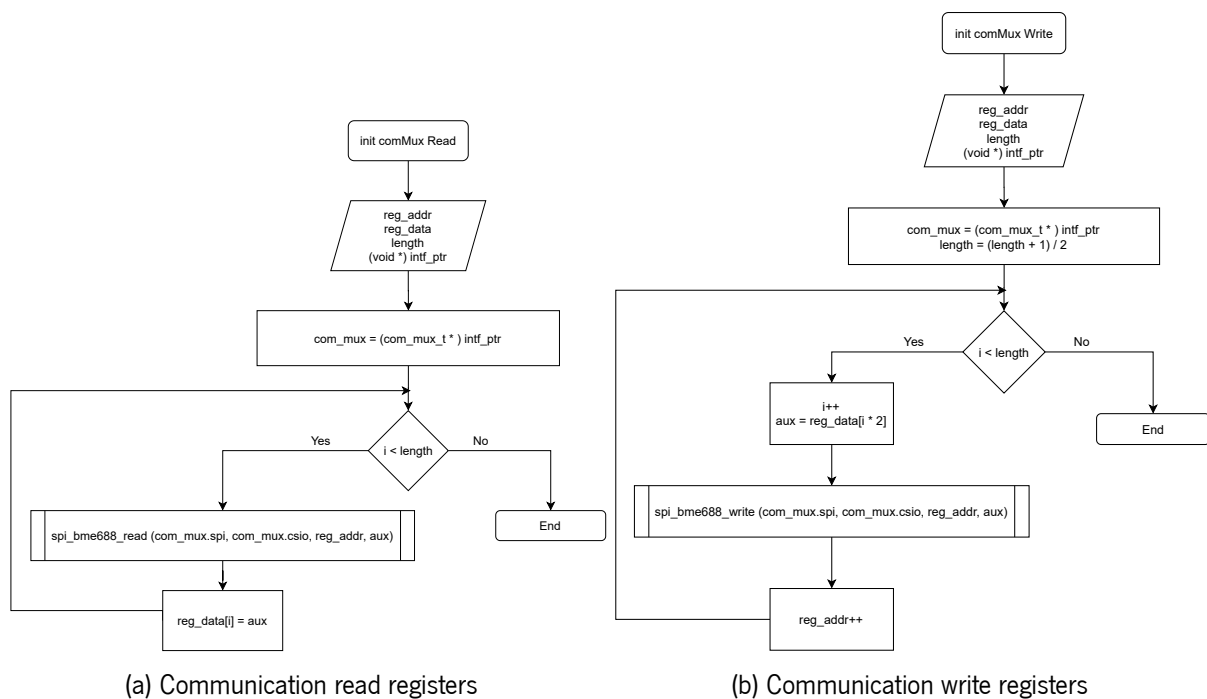 init comMux Read
reg_addr
reg_data
length
(void *) intf_ptr
com_mux = (com_mux_t * ) intf_ptr
i < length
Yes
No
End
spi_bme688_read (com_mux.spi, com_mux.csio, reg_addr, aux)
reg_data[i] = aux
(a) Communication read registers
init comMux Write
reg_addr
reg_data
length
(void *) intf_ptr
com_mux = (com_mux_t * ) intf_ptr
length = (length + 1) / 2
i < length
Yes
No
i++
aux = reg_data[i * 2]
End
spi_bme688_write (com_mux.spi, com_mux.csio, reg_addr, aux)
reg_addr++
(b) Communication write registers